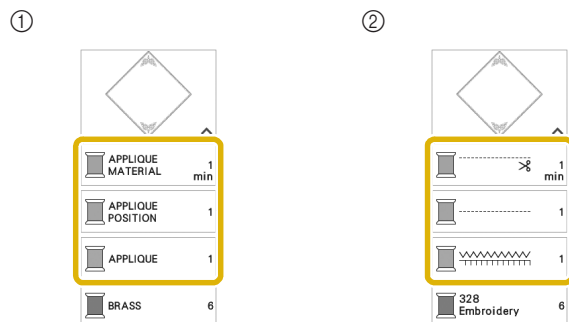 ① ②
APPLIQUE
MATERIAL 1
min
APPLIQUE
POSITION 1
APPLIQUE 1
BRASS 6
1
min
1
1
328
Embroidery 6